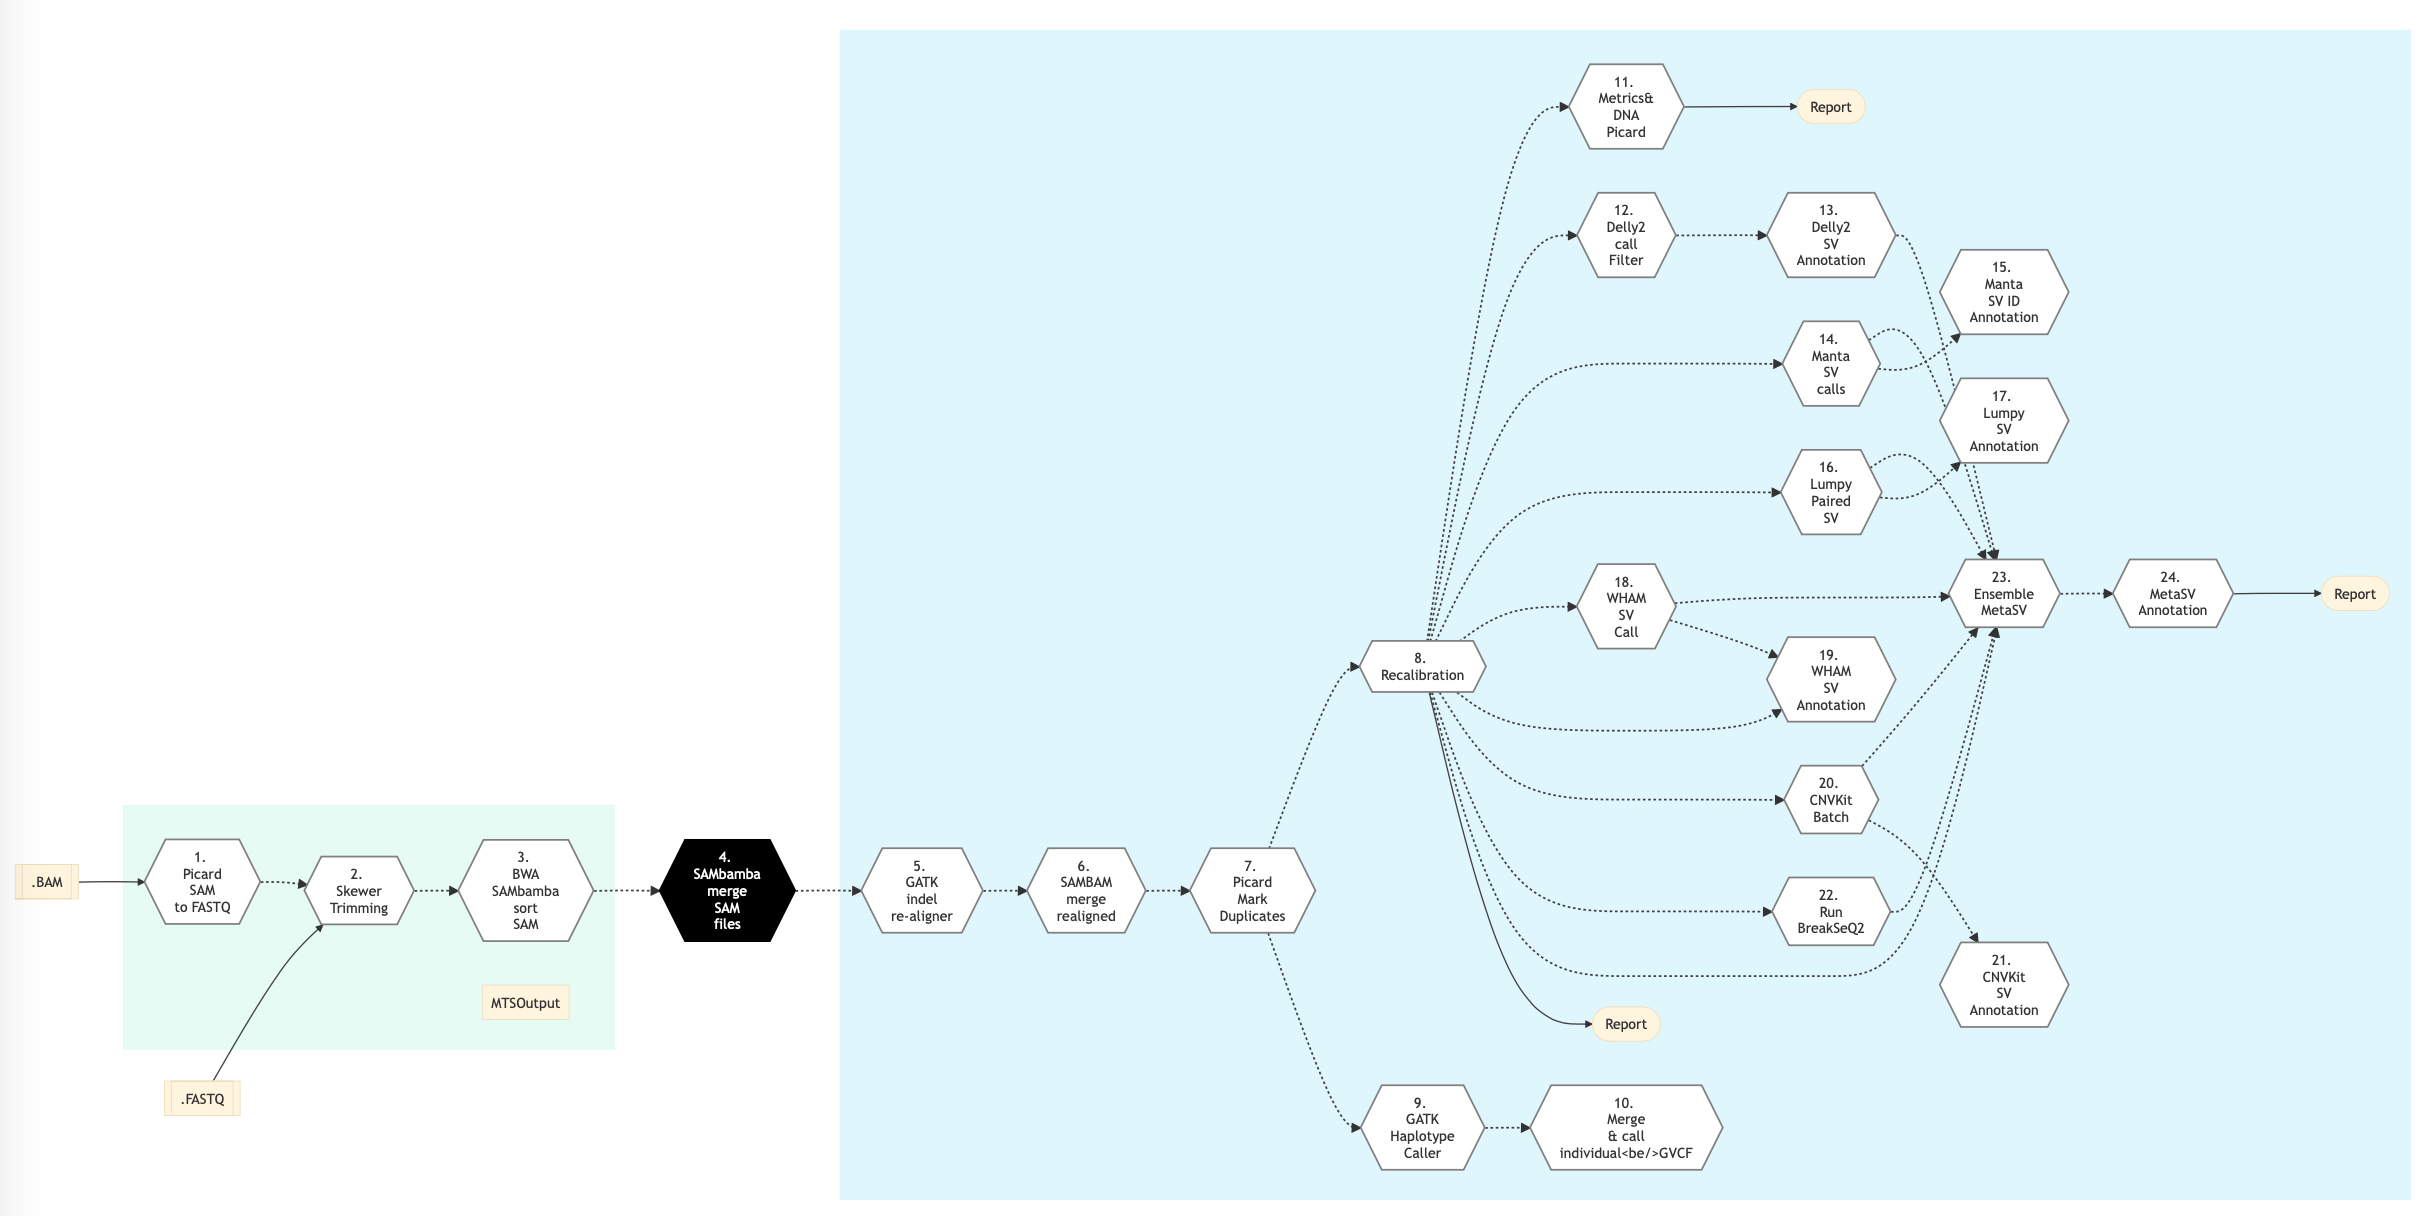 .BAM
1.
Picard
SAM
to FASTQ
2.
Skewer
Trimming
3.
BWA
SAMbamba
sort
SAM
MTSOutput
.FASTQ
4.
SAMbamba
merge
SAM
files
5.
GATK
indel
re-aligner
6.
SAMBAM
merge
realigned
7.
Picard
Mark
Duplicates
8.
Recalibration
9.
GATK
Haplotype
Caller
10.
Merge
& call
individual<be/>GVCF
11.
Metrics&
DNA
Picard
Report
12.
Delly2
call
Filter
13.
Delly2
SV
Annotation
14.
Manta
SV
calls
15.
Manta
SV ID
Annotation
16.
Lumpy
Paired
SV
17.
Lumpy
SV
Annotation
18.
WHAM
SV
Call
19.
WHAM
SV
Annotation
20.
CNVKit
Batch
21.
CNVKit
SV
Annotation
22.
Run
BreakSeQ2
Report
23.
Ensemble
MetaSV
24.
MetaSV
Annotation
Report